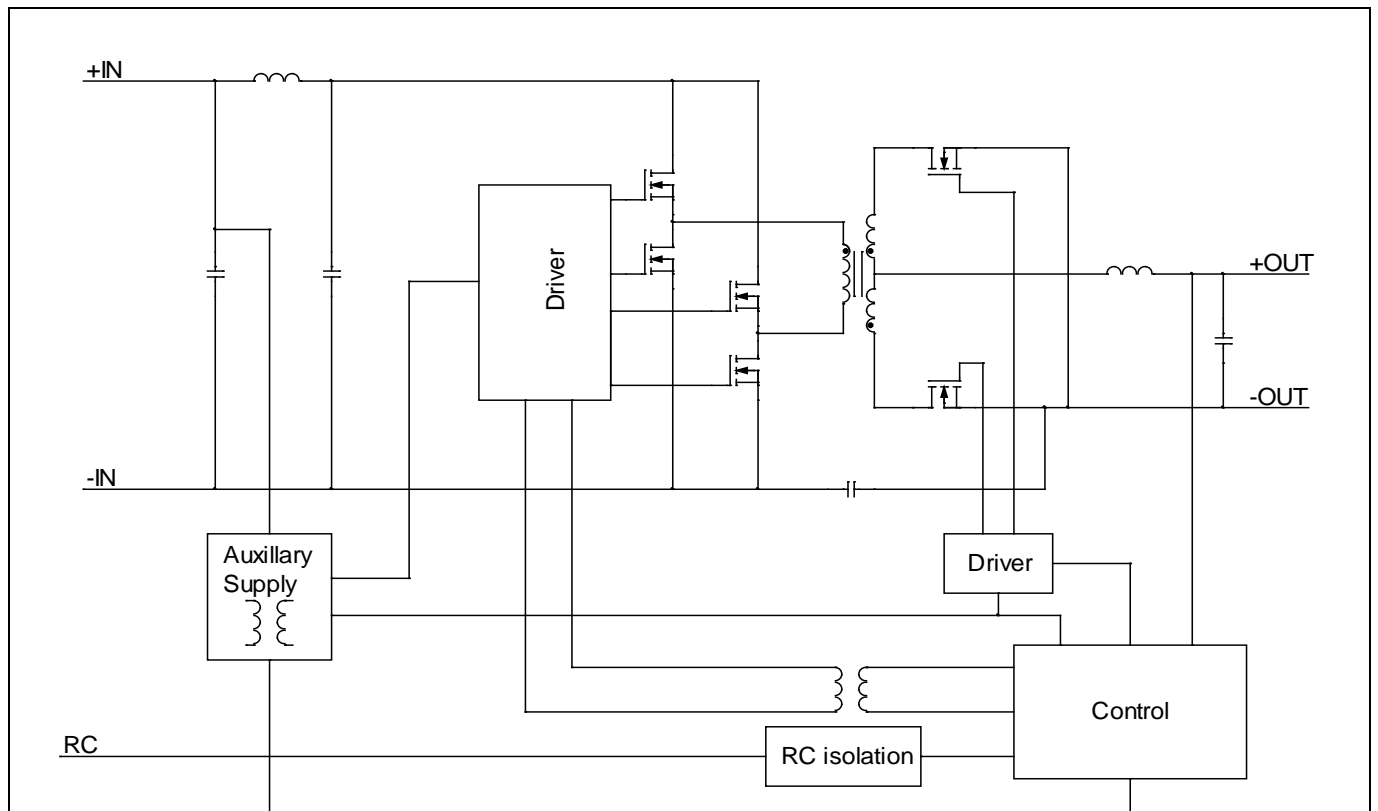 +IN
Driver
+OUT
-OUT
-IN
Auxillary
Supply
Driver
Control
RC
RC isolation